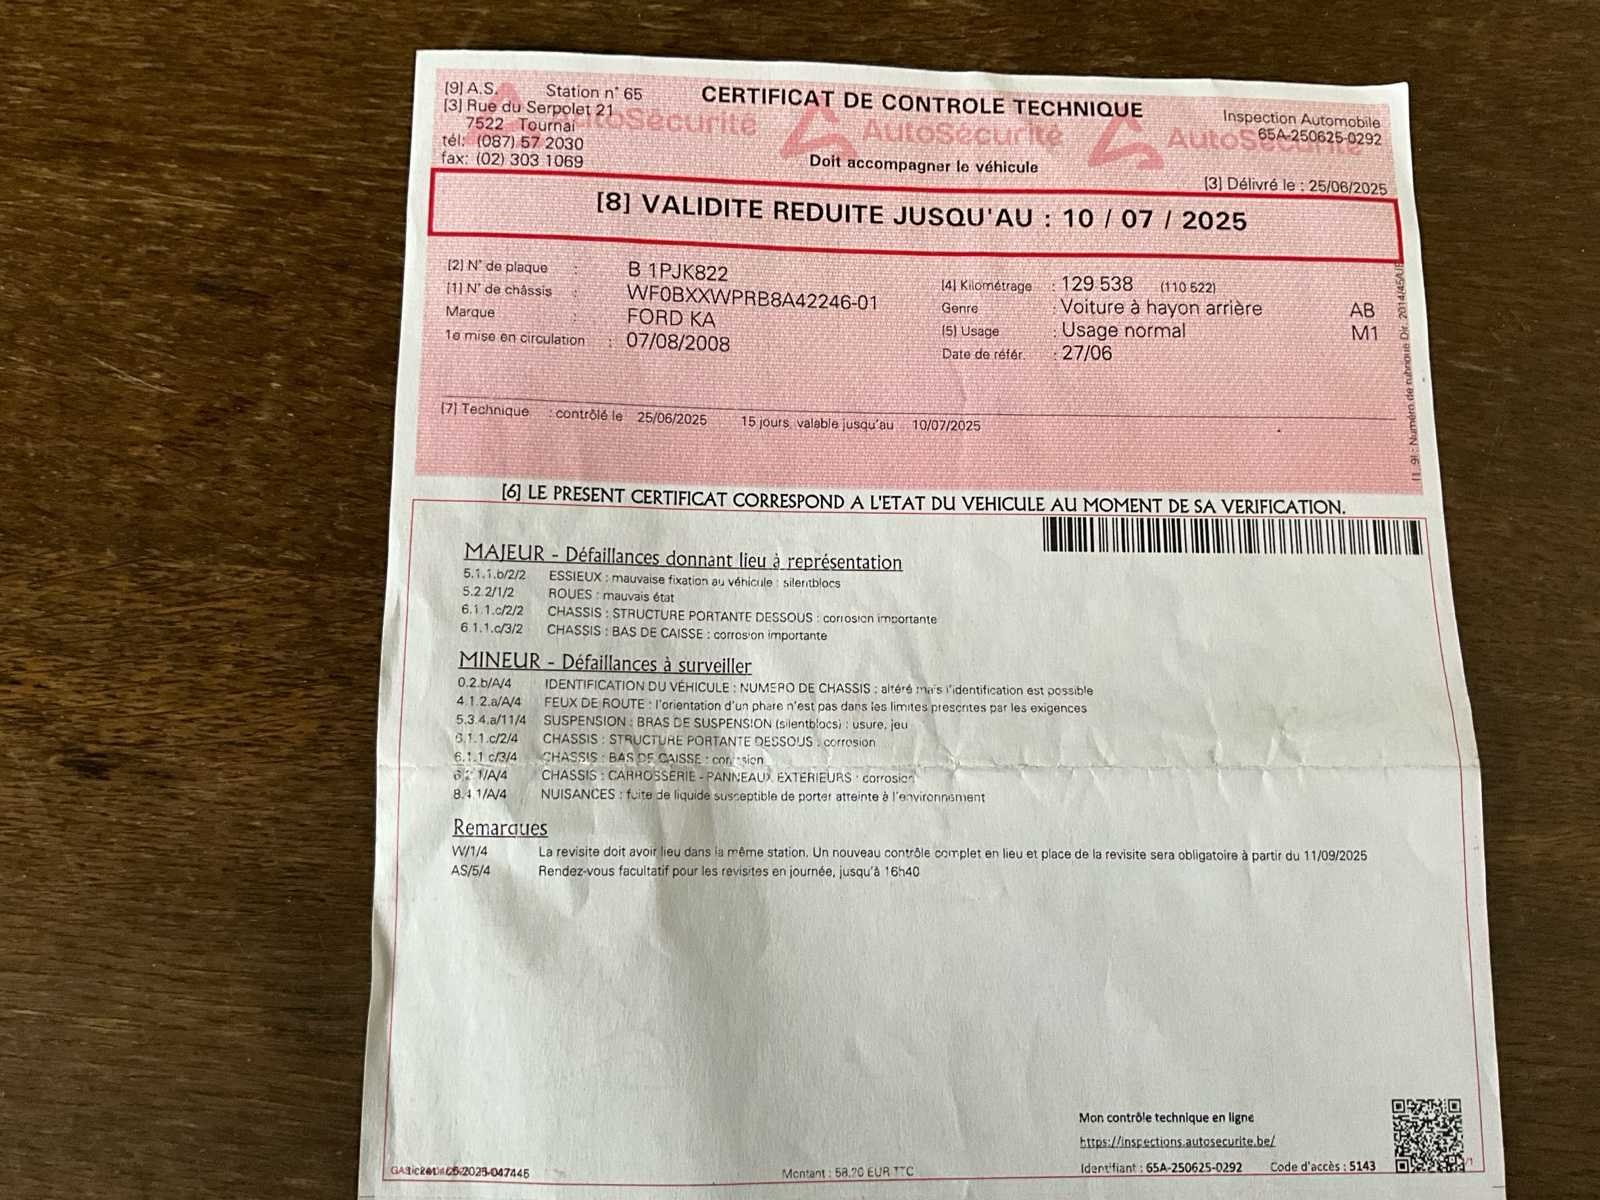 [9] A.S. Station n° 65
[3] Rue du Serpolet 21
7522 Tournai
tél: (087) 57 2030
fax: (02) 303 1069
CERTIFICAT DE CONTROLE TECHNIQUE
AutoSécurité AutoSécurité AutoSécurité
Doit accompagner le véhicule
Inspection Automobile
65A-250625-0292
[3] Délivré le : 25/06/2025
[8] VALIDITE REDUITE JUSQU'AU : 10 / 07 / 2025
[2] N° de plaque : B 1PJK822
[1] N° de châssis : WF0BXXWPRB8A42246-01
Marque : FORD KA
1e mise en circulation : 07/08/2008
[4] Kilométrage : 129 538 (110 522)
Genre : Voiture à hayon arrière AB
[5] Usage : Usage normal M1
Date de référ. : 27/06
[7] Technique : contrôlé le 25/06/2025 15 jours valable jusqu'au 10/07/2025
Numéro de rubrique Dir. 2014/45/UE
[6] LE PRESENT CERTIFICAT CORRESPOND A L'ETAT DU VEHICULE AU MOMENT DE SA VERIFICATION.
MAJEUR - Défaillances donnant lieu à représentation
5.1.1.b/2/2 ESSIEUX : mauvaise fixation au véhicule : silentblocs
5.2.2/1/2 ROUES : mauvais état
6.1.1.c/2/2 CHASSIS : STRUCTURE PORTANTE DESSOUS : corrosion importante
6.1.1.c/3/2 CHASSIS : BAS DE CAISSE : corrosion importante
MINEUR - Défaillances à surveiller
0.2.b/A/4 IDENTIFICATION DU VÉHICULE : NUMERO DE CHASSIS : altéré mais l'identification est possible
4.1.2.a/A/4 FEUX DE ROUTE : l'orientation d'un phare n'est pas dans les limites prescrites par les exigences
5.3.4.a/11/4 SUSPENSION : BRAS DE SUSPENSION (silentblocs) : usure, jeu
6.1.1.c/2/4 CHASSIS : STRUCTURE PORTANTE DESSOUS : corrosion
6.1.1.c/3/4 CHASSIS : BAS DE CAISSE : corrosion
6.2.1/A/4 CHASSIS : CARROSSERIE - PANNEAUX EXTERIEURS : corrosion
8.4.1/A/4 NUISANCES : fuite de liquide susceptible de porter atteinte à l'environnement
Remarques
W/1/4 La revisite doit avoir lieu dans la même station. Un nouveau contrôle complet en lieu et place de la revisite sera obligatoire à partir du 11/09/2025
AS/5/4 Rendez-vous facultatif pour les revisites en journée, jusqu'à 16h40
Mon contrôle technique en ligne
https://inspections.autosecurite.be/
Identifiant : 65A-250625-0292 Code d'accès : 5143
Montant : 58.20 EUR TTC
1/1